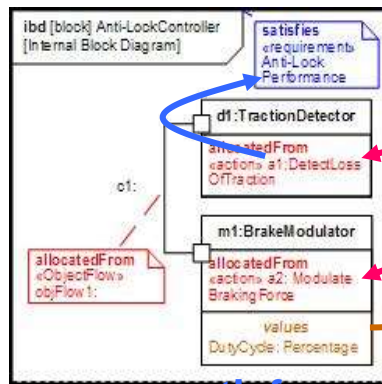 ibd [block] Anti-LockController
[Internal Block Diagram]
satisfies
«requirement»
Anti-Lock
Performance
d1:TractionDetector
allocatedFrom
«action» a1:DetectLoss
OfTraction
c1:
m1:BrakeModulator
allocatedFrom
«ObjectFlow»
objFlow1:
allocatedFrom
«action» a2: Modulate
BrakingForce
values
DutyCycle: Percentage